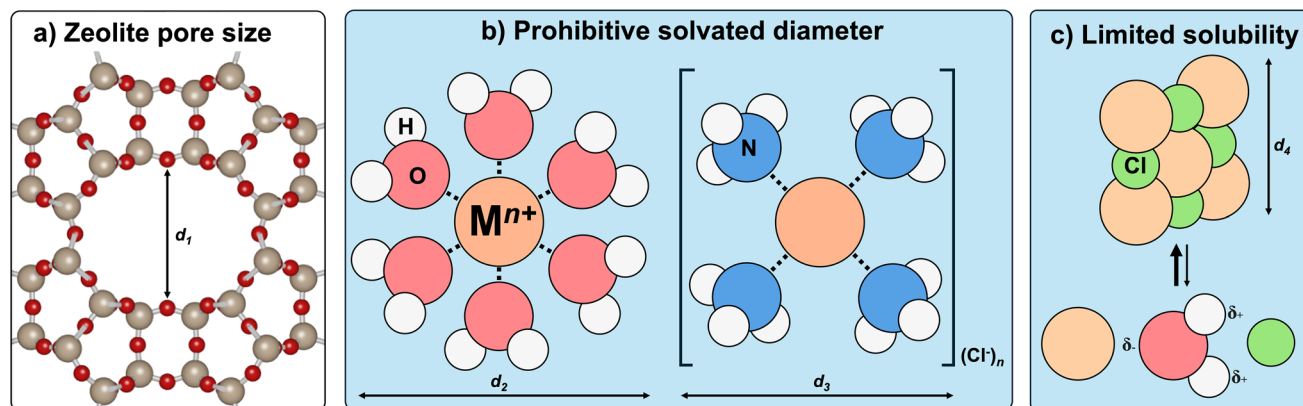 a) Zeolite pore size
d1
b) Prohibitive solvated diameter
H
O
Mn+
N
(Cl-)n
d2
d3
c) Limited solubility
Cl
d4
δ-
δ+
δ+